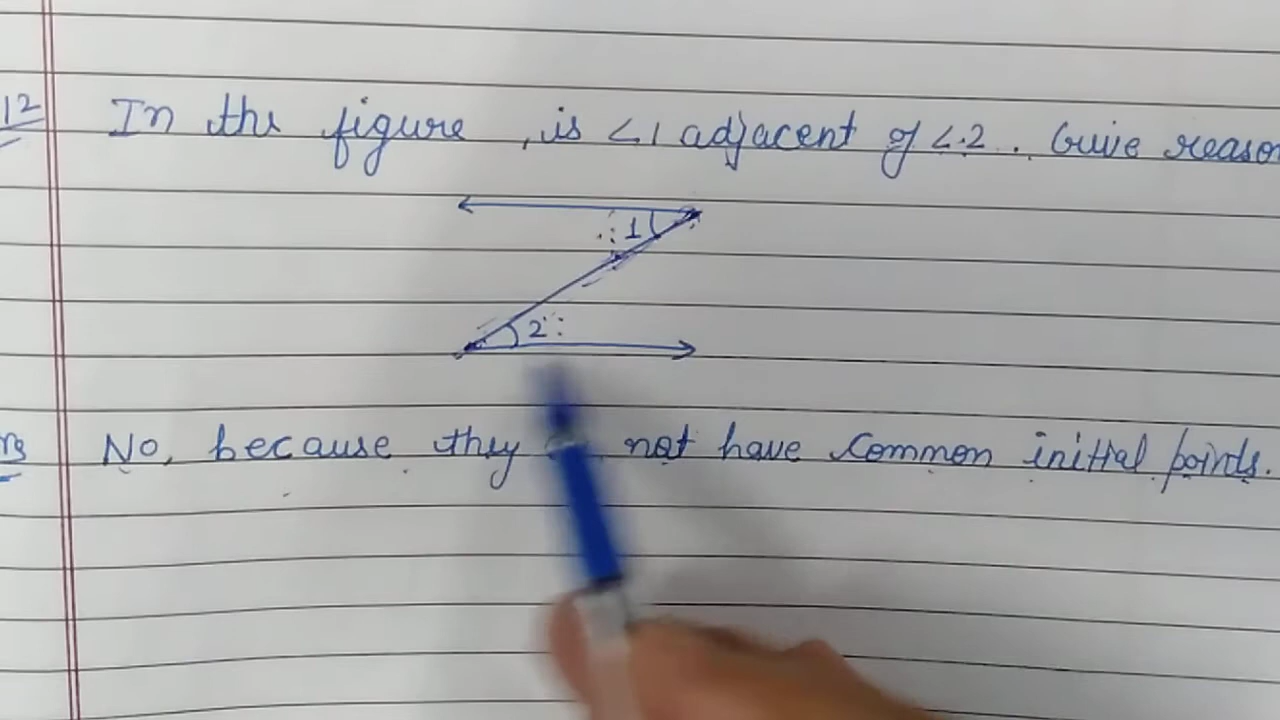 12 In the figure , is ∠1 adjacent of ∠2 . Give reason
1
2
No, because they not have common initial points.